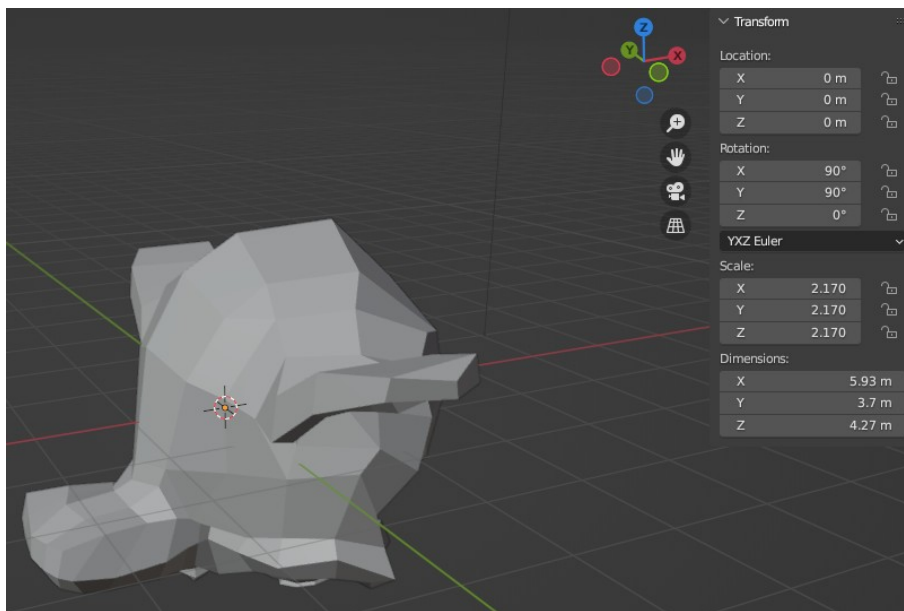 Transform
Z
Y
X
Location:
X 0 m
Y 0 m
Z 0 m
Rotation:
X 90°
Y 90°
Z 0°
YXZ Euler
Scale:
X 2.170
Y 2.170
Z 2.170
Dimensions:
X 5.93 m
Y 3.7 m
Z 4.27 m